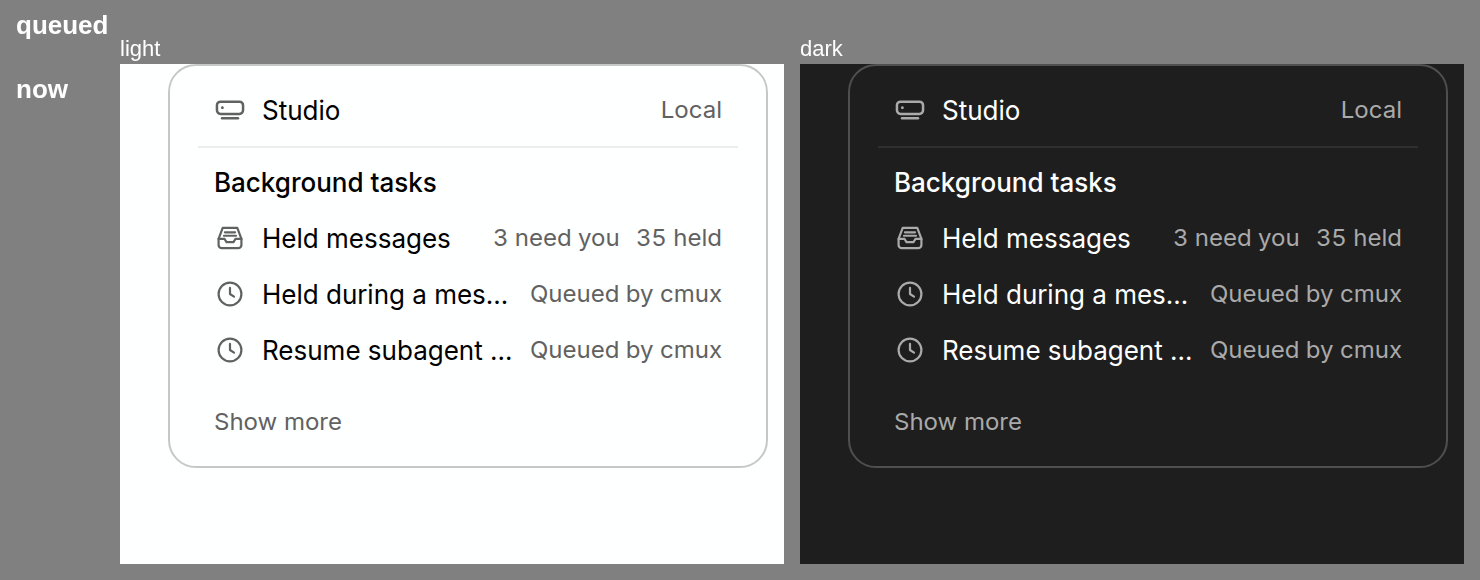 queued
light
dark
now
Studio Local
Background tasks
Held messages 3 need you 35 held
Held during a mes... Queued by cmux
Resume subagent ... Queued by cmux
Show more
Studio Local
Background tasks
Held messages 3 need you 35 held
Held during a mes... Queued by cmux
Resume subagent ... Queued by cmux
Show more